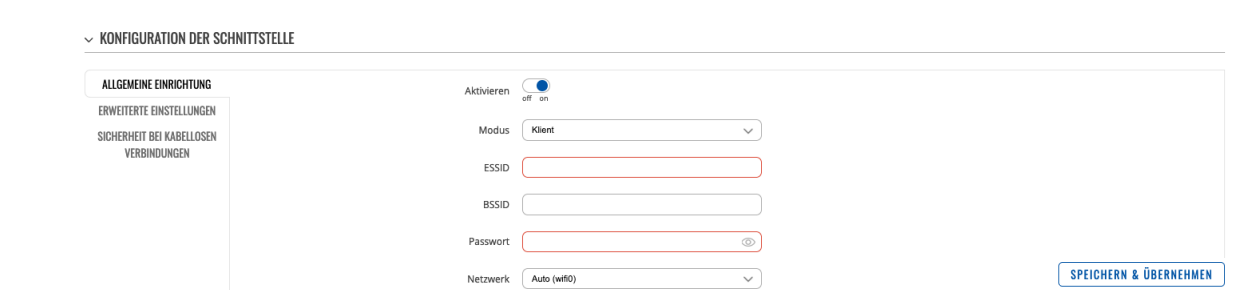 KONFIGURATION DER SCHNITTSTELLE
ALLGEMEINE EINRICHTUNG
ERWEITERTE EINSTELLUNGEN
SICHERHEIT BEI KABELLOSEN
VERBINDUNGEN
Aktivieren
off on
Modus Klient
ESSID
BSSID
Passwort
Netzwerk Auto (wifi0)
SPEICHERN & ÜBERNEHMEN